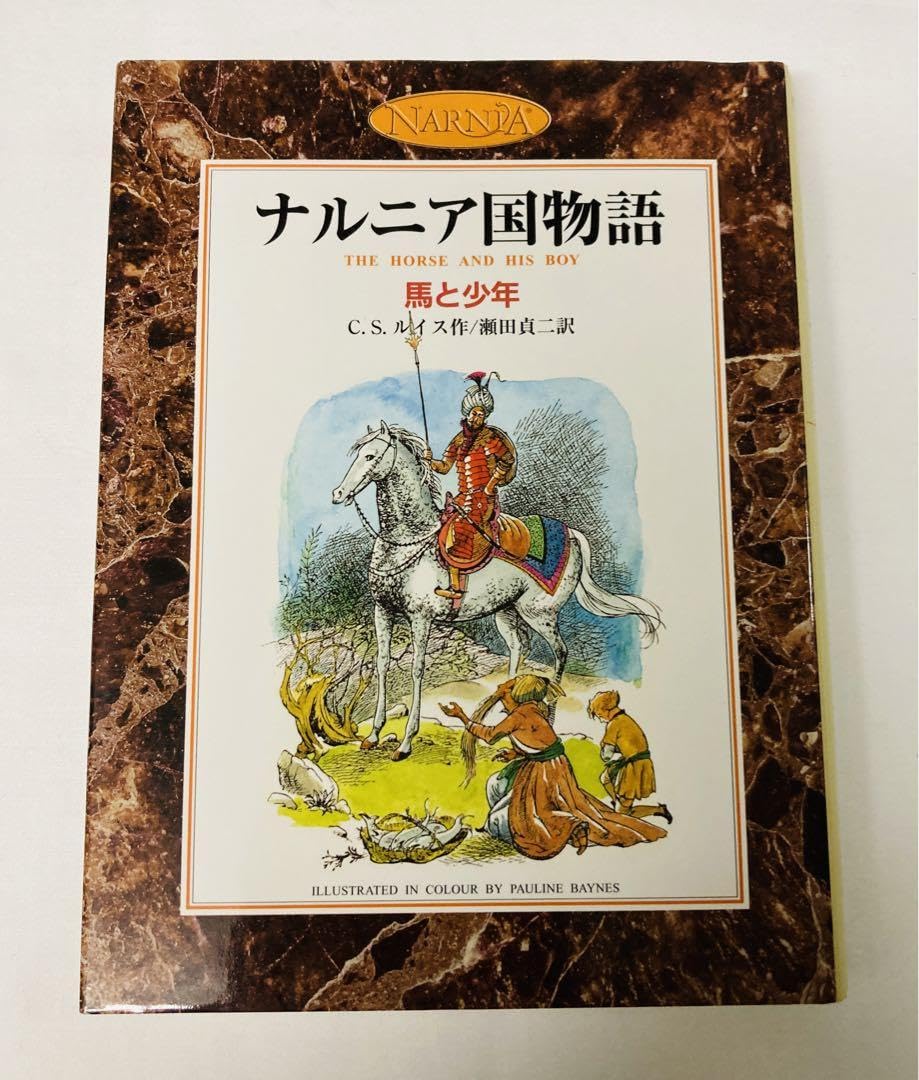 NARNIA®
ナルニア国物語
THE HORSE AND HIS BOY
馬と少年
C. S. ルイス作/瀬田貞二訳
ILLUSTRATED IN COLOUR BY PAULINE BAYNES